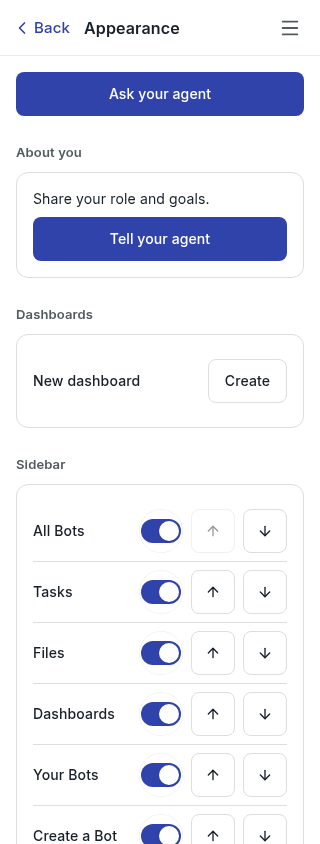 Back Appearance
Ask your agent
About you
Share your role and goals.
Tell your agent
Dashboards
New dashboard Create
Sidebar
All Bots
Tasks
Files
Dashboards
Your Bots
Create a Bot